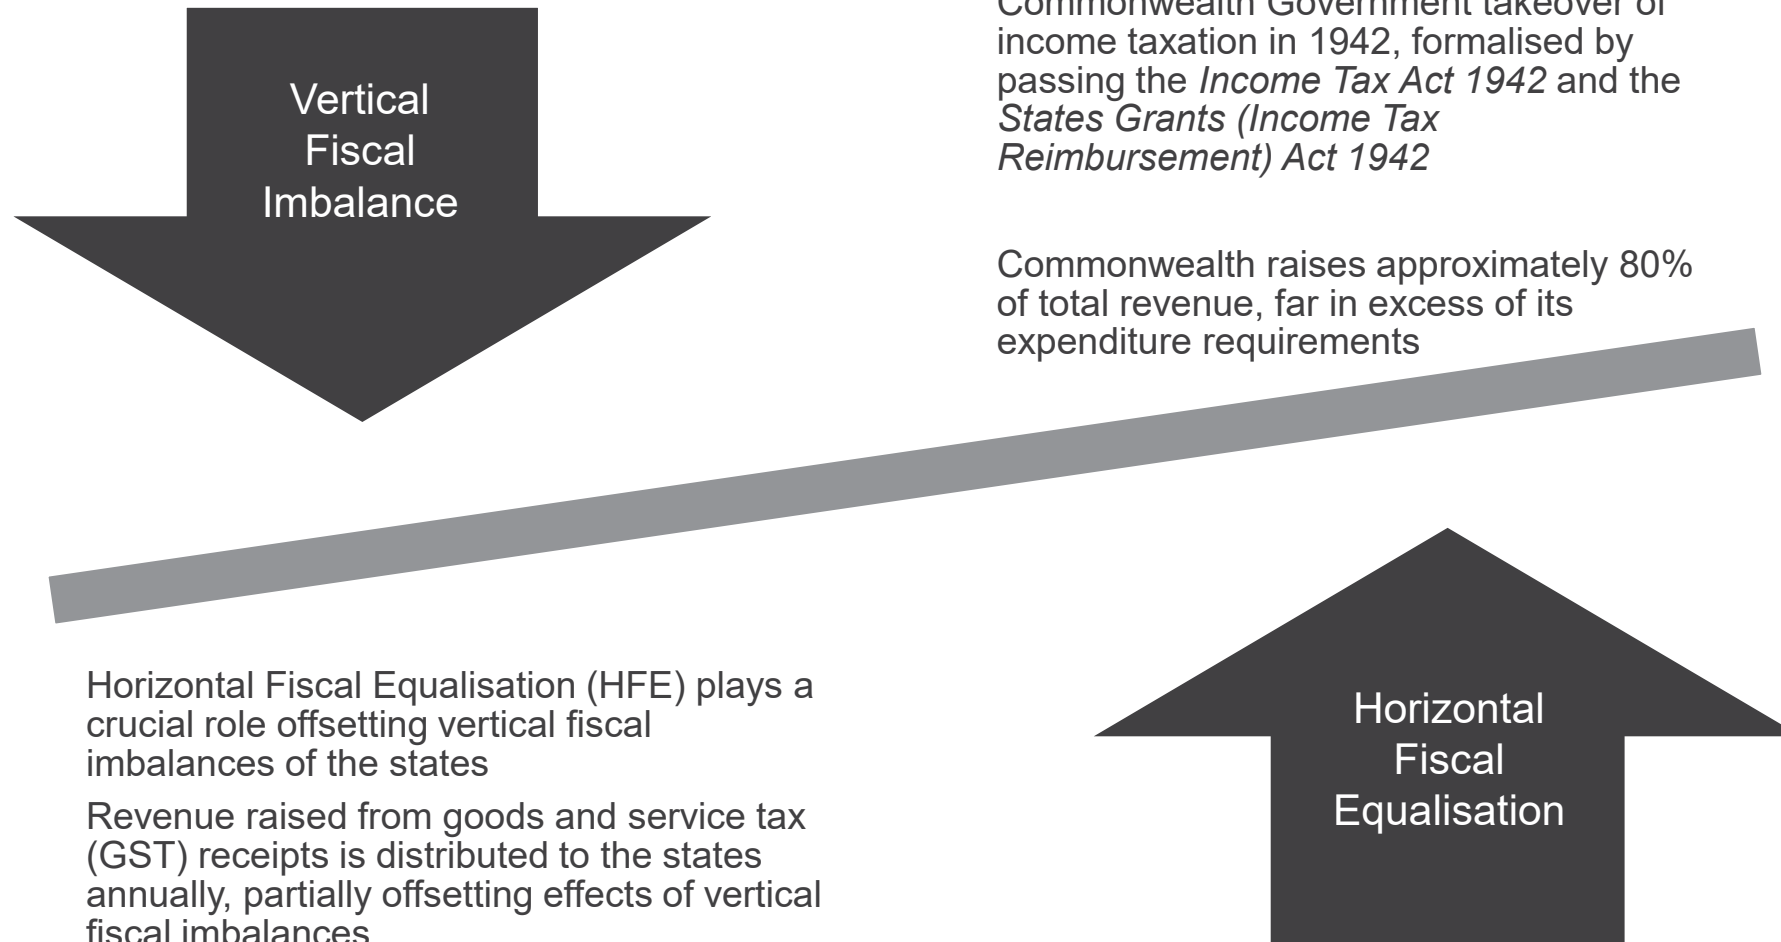 Vertical
Fiscal
Imbalance
Commonwealth Government takeover of
income taxation in 1942, formalised by
passing the Income Tax Act 1942 and the
States Grants (Income Tax
Reimbursement) Act 1942
Commonwealth raises approximately 80%
of total revenue, far in excess of its
expenditure requirements
Horizontal Fiscal Equalisation (HFE) plays a
crucial role offsetting vertical fiscal
imbalances of the states
Revenue raised from goods and service tax
(GST) receipts is distributed to the states
annually, partially offsetting effects of vertical
fiscal imbalances
Horizontal
Fiscal
Equalisation